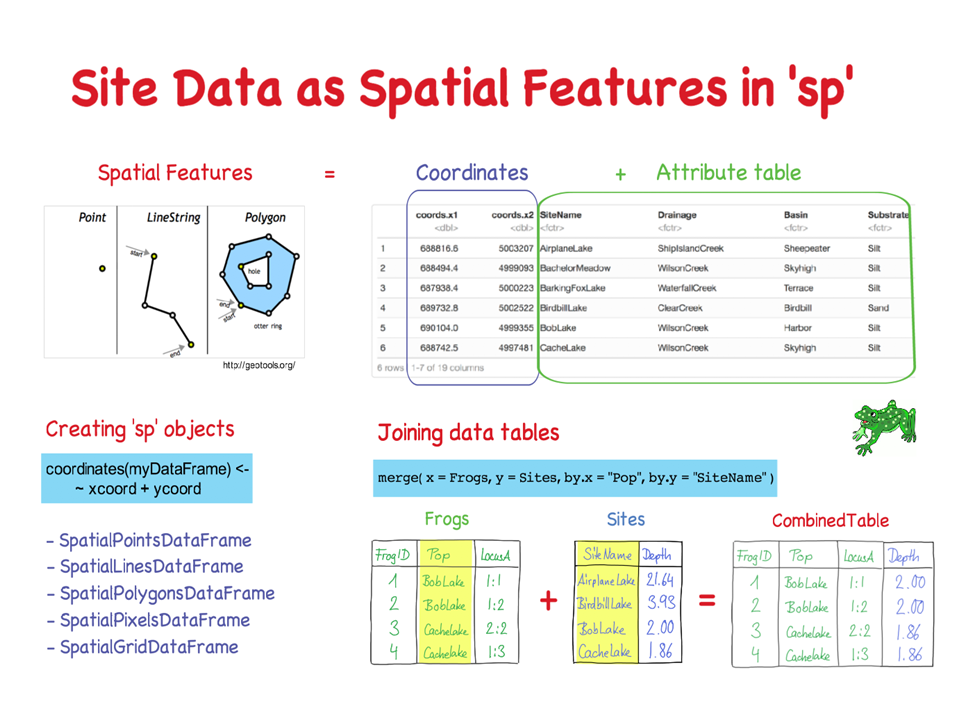 Site Data as Spatial Features in 'sp'
Spatial Features = Coordinates + Attribute table
Point LineString Polygon
start
end
hole
end
start
otter ring
http://geotools.org/
coords.x1 coords.x2 SiteName Drainage Basin Substrate
<dbl> <dbl> <fctr> <fctr> <fctr> <fctr>
1 688816.6 5003207 AirplaneLake ShipIslandCreek Sheepeater Silt
2 688494.4 4999093 BachelorMeadow WilsonCreek Skyhigh Silt
3 687938.4 5000223 BarkingFoxLake WaterfallCreek Terrace Silt
4 689732.8 5002522 BirdbillLake ClearCreek Birdbill Sand
5 690104.0 4999355 BobLake WilsonCreek Harbor Silt
6 688742.5 4997481 CacheLake WilsonCreek Skyhigh Silt
6 rows 1-7 of 19 columns
Creating 'sp' objects
coordinates(myDataFrame) <-
~ xcoord + ycoord
- SpatialPointsDataFrame
- SpatialLinesDataFrame
- SpatialPolygonsDataFrame
- SpatialPixelsDataFrame
- SpatialGridDataFrame
Joining data tables
merge( x = Frogs, y = Sites, by.x = "Pop", by.y = "SiteName" )
Frogs Sites CombinedTable
FrogID Pop LocusA
1 BobLake 1:1
2 BobLake 1:2
3 CacheLake 2:2
4 CacheLake 1:3
+
SiteName Depth
AirplaneLake 21.64
BirdbillLake 3.93
BobLake 2.00
CacheLake 1.86
=
FrogID Pop LocusA Depth
1 BobLake 1:1 2.00
2 BobLake 1:2 2.00
3 CacheLake 2:2 1.86
4 CacheLake 1:3 1.86